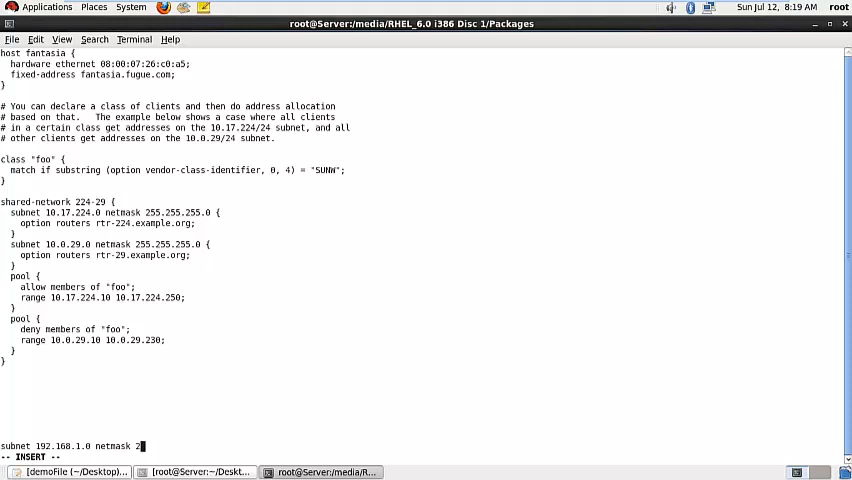 Applications Places System Sun Jul 12, 8:19 AM root
root@Server:/media/RHEL_6.0 i386 Disc 1/Packages
File Edit View Search Terminal Help
host fantasia {
  hardware ethernet 08:00:07:26:c0:a5;
  fixed-address fantasia.fugue.com;
}
# You can declare a class of clients and then do address allocation
# based on that.   The example below shows a case where all clients
# in a certain class get addresses on the 10.17.224/24 subnet, and all
# other clients get addresses on the 10.0.29/24 subnet.
class "foo" {
  match if substring (option vendor-class-identifier, 0, 4) = "SUNW";
}
shared-network 224-29 {
  subnet 10.17.224.0 netmask 255.255.255.0 {
    option routers rtr-224.example.org;
  }
  subnet 10.0.29.0 netmask 255.255.255.0 {
    option routers rtr-29.example.org;
  }
  pool {
    allow members of "foo";
    range 10.17.224.10 10.17.224.250;
  }
  pool {
    deny members of "foo";
    range 10.0.29.10 10.0.29.230;
  }
}
subnet 192.168.1.0 netmask 2
-- INSERT --
[demoFile (~/Desktop)... [root@Server:~/Deskt... root@Server:/media/R...